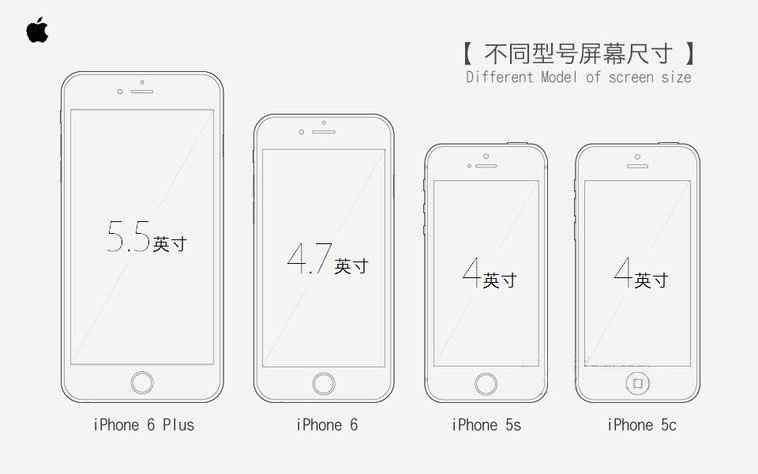 【 不同型号屏幕尺寸 】
Different Model of screen size
5.5英寸
4.7英寸
4英寸
4英寸
iPhone 6 Plus
iPhone 6
iPhone 5s
iPhone 5c